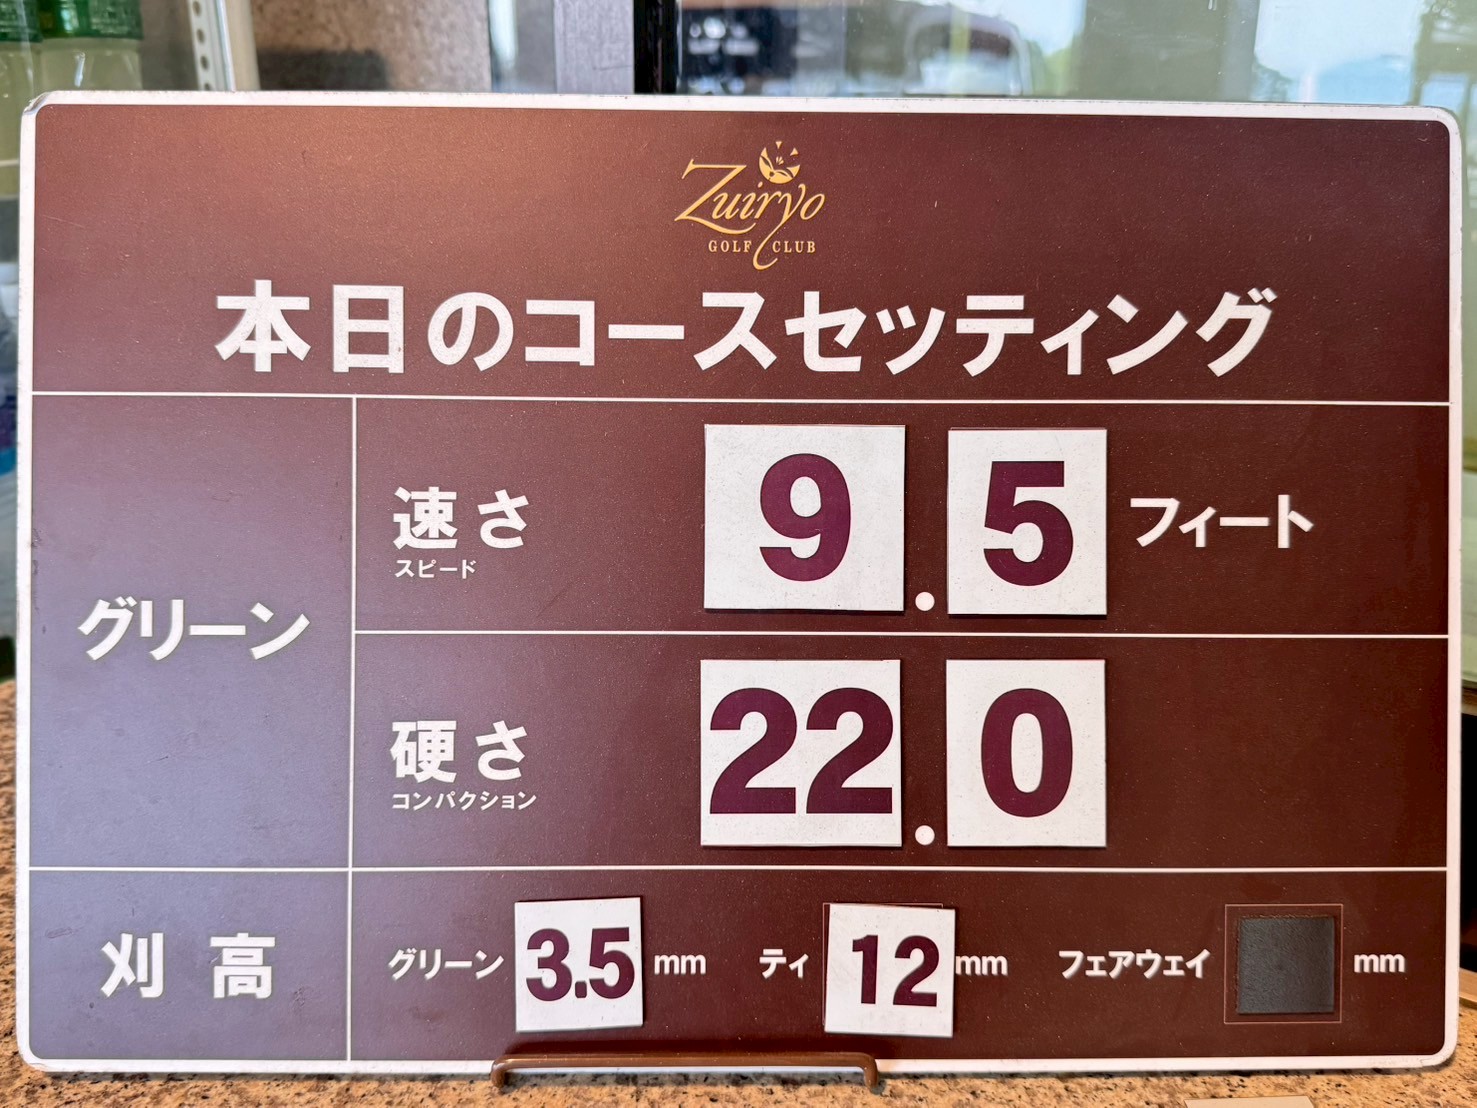 Zuiryo
GOLF CLUB
本日のコースセッティング
グリーン
速さ 9.5 フィート
スピード
硬さ 22.0
コンパクション
刈高 グリーン 3.5 mm ティ 12 mm フェアウェイ mm